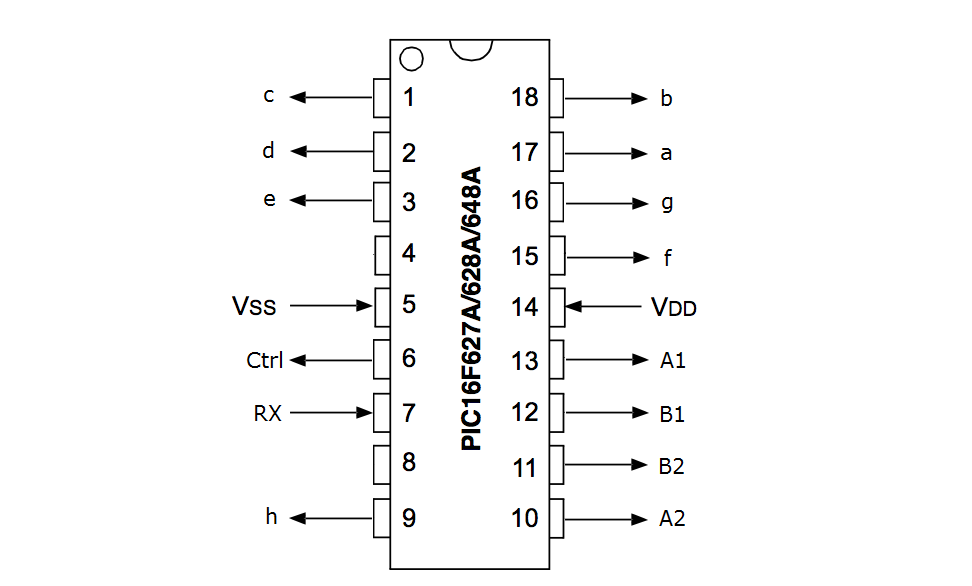 c 1 18 b
d 2 17 a
e 3 16 g
4 15 f
VSS 5 14 VDD
Ctrl 6 13 A1
RX 7 12 B1
8 11 B2
h 9 10 A2
PIC16F627A/628A/648A